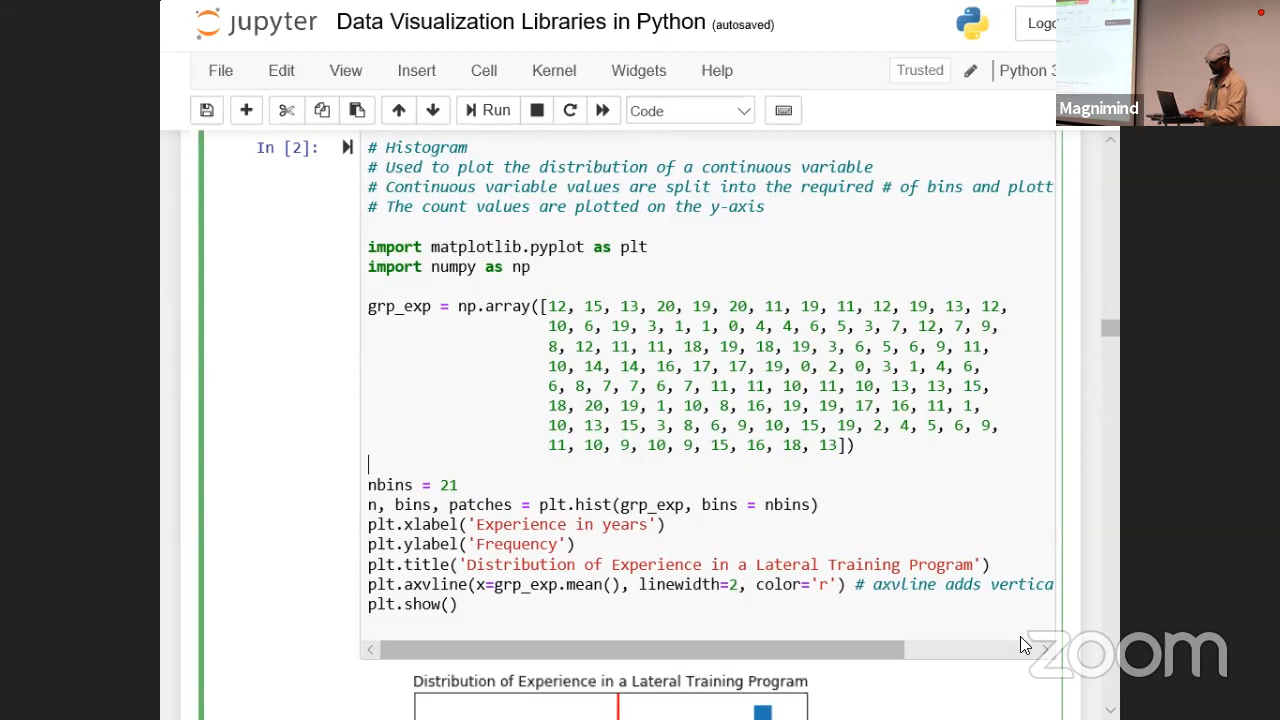 jupyter Data Visualization Libraries in Python (autosaved)
File Edit View Insert Cell Kernel Widgets Help Trusted Python 3
Run Code
Magnimind
In [2]:
# Histogram
# Used to plot the distribution of a continuous variable
# Continuous variable values are split into the required # of bins and plott
# The count values are plotted on the y-axis
import matplotlib.pyplot as plt
import numpy as np
grp_exp = np.array([12, 15, 13, 20, 19, 20, 11, 19, 11, 12, 19, 13, 12,
10, 6, 19, 3, 1, 1, 0, 4, 4, 6, 5, 3, 7, 12, 7, 9,
8, 12, 11, 11, 18, 19, 18, 19, 3, 6, 5, 6, 9, 11,
10, 14, 14, 16, 17, 17, 19, 0, 2, 0, 3, 1, 4, 6,
6, 8, 7, 7, 6, 7, 11, 11, 10, 11, 10, 13, 13, 15,
18, 20, 19, 1, 10, 8, 16, 19, 19, 17, 16, 11, 1,
10, 13, 15, 3, 8, 6, 9, 10, 15, 19, 2, 4, 5, 6, 9,
11, 10, 9, 10, 9, 15, 16, 18, 13])
nbins = 21
n, bins, patches = plt.hist(grp_exp, bins = nbins)
plt.xlabel('Experience in years')
plt.ylabel('Frequency')
plt.title('Distribution of Experience in a Lateral Training Program')
plt.axvline(x=grp_exp.mean(), linewidth=2, color='r') # axvline adds vertica
plt.show()
zoom
Distribution of Experience in a Lateral Training Program